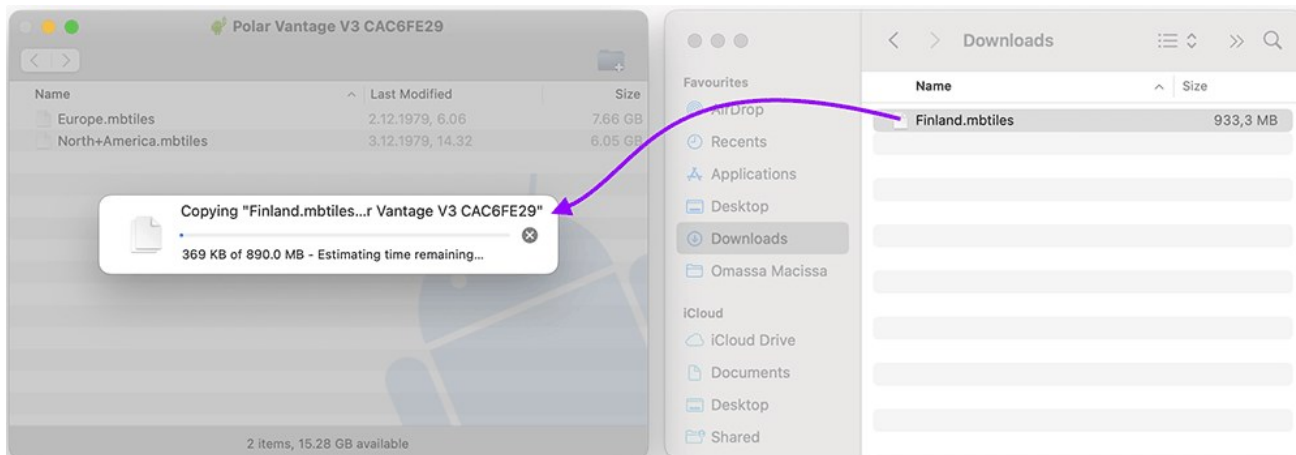 Polar Vantage V3 CAC6FE29
Name Last Modified Size
Europe.mbtiles 2.12.1979, 6.06 7.66 GB
North+America.mbtiles 3.12.1979, 14.32 6.05 GB
Copying "Finland.mbtiles...r Vantage V3 CAC6FE29"
369 KB of 890.0 MB - Estimating time remaining...
2 items, 15.28 GB available
Downloads
Favourites
AirDrop
Recents
Applications
Desktop
Downloads
Omassa Macissa
iCloud
iCloud Drive
Documents
Desktop
Shared
Name Size
Finland.mbtiles 933,3 MB